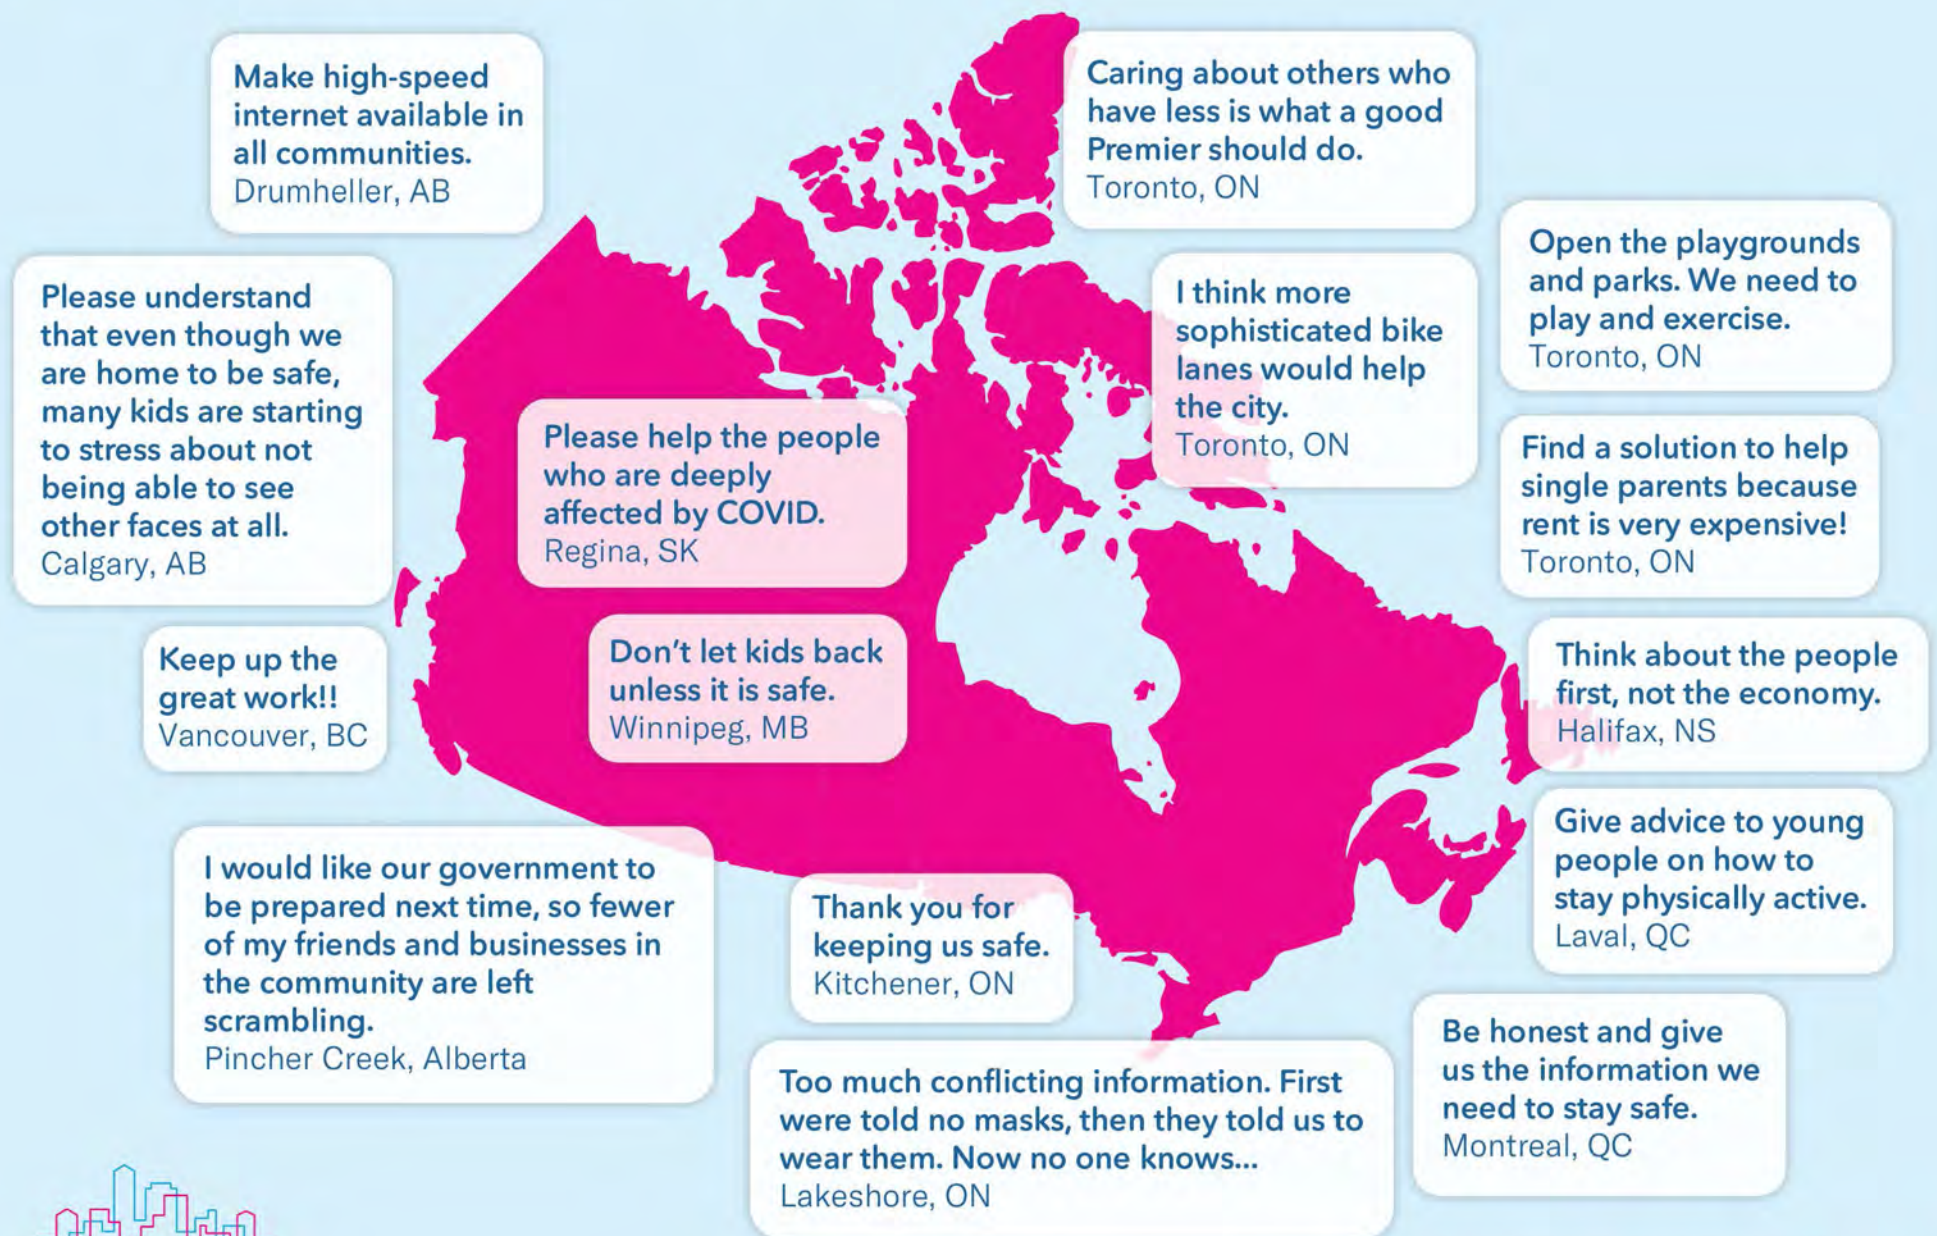 Make high-speed
internet available in
all communities.
Drumheller, AB
Caring about others who
have less is what a good
Premier should do.
Toronto, ON
Open the playgrounds
and parks. We need to
play and exercise.
Toronto, ON
Please understand
that even though we
are home to be safe,
many kids are starting
to stress about not
being able to see
other faces at all.
Calgary, AB
I think more
sophisticated bike
lanes would help
the city.
Toronto, ON
Please help the people
who are deeply
affected by COVID.
Regina, SK
Find a solution to help
single parents because
rent is very expensive!
Toronto, ON
Keep up the
great work!!
Vancouver, BC
Don't let kids back
unless it is safe.
Winnipeg, MB
Think about the people
first, not the economy.
Halifax, NS
I would like our government to
be prepared next time, so fewer
of my friends and businesses in
the community are left
scrambling.
Pincher Creek, Alberta
Thank you for
keeping us safe.
Kitchener, ON
Give advice to young
people on how to
stay physically active.
Laval, QC
Too much conflicting information. First
were told no masks, then they told us to
wear them. Now no one knows...
Lakeshore, ON
Be honest and give
us the information we
need to stay safe.
Montreal, QC